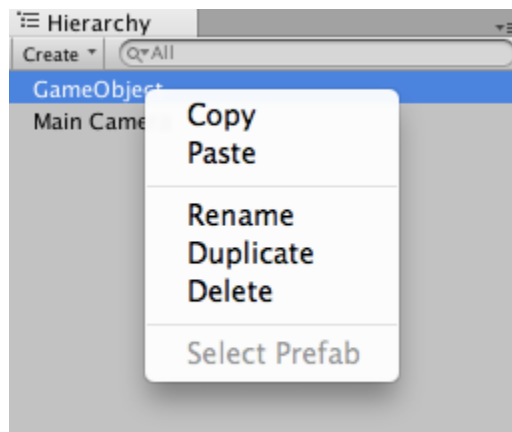 Hierarchy
Create All
GameObject
Main Came
Copy
Paste
Rename
Duplicate
Delete
Select Prefab